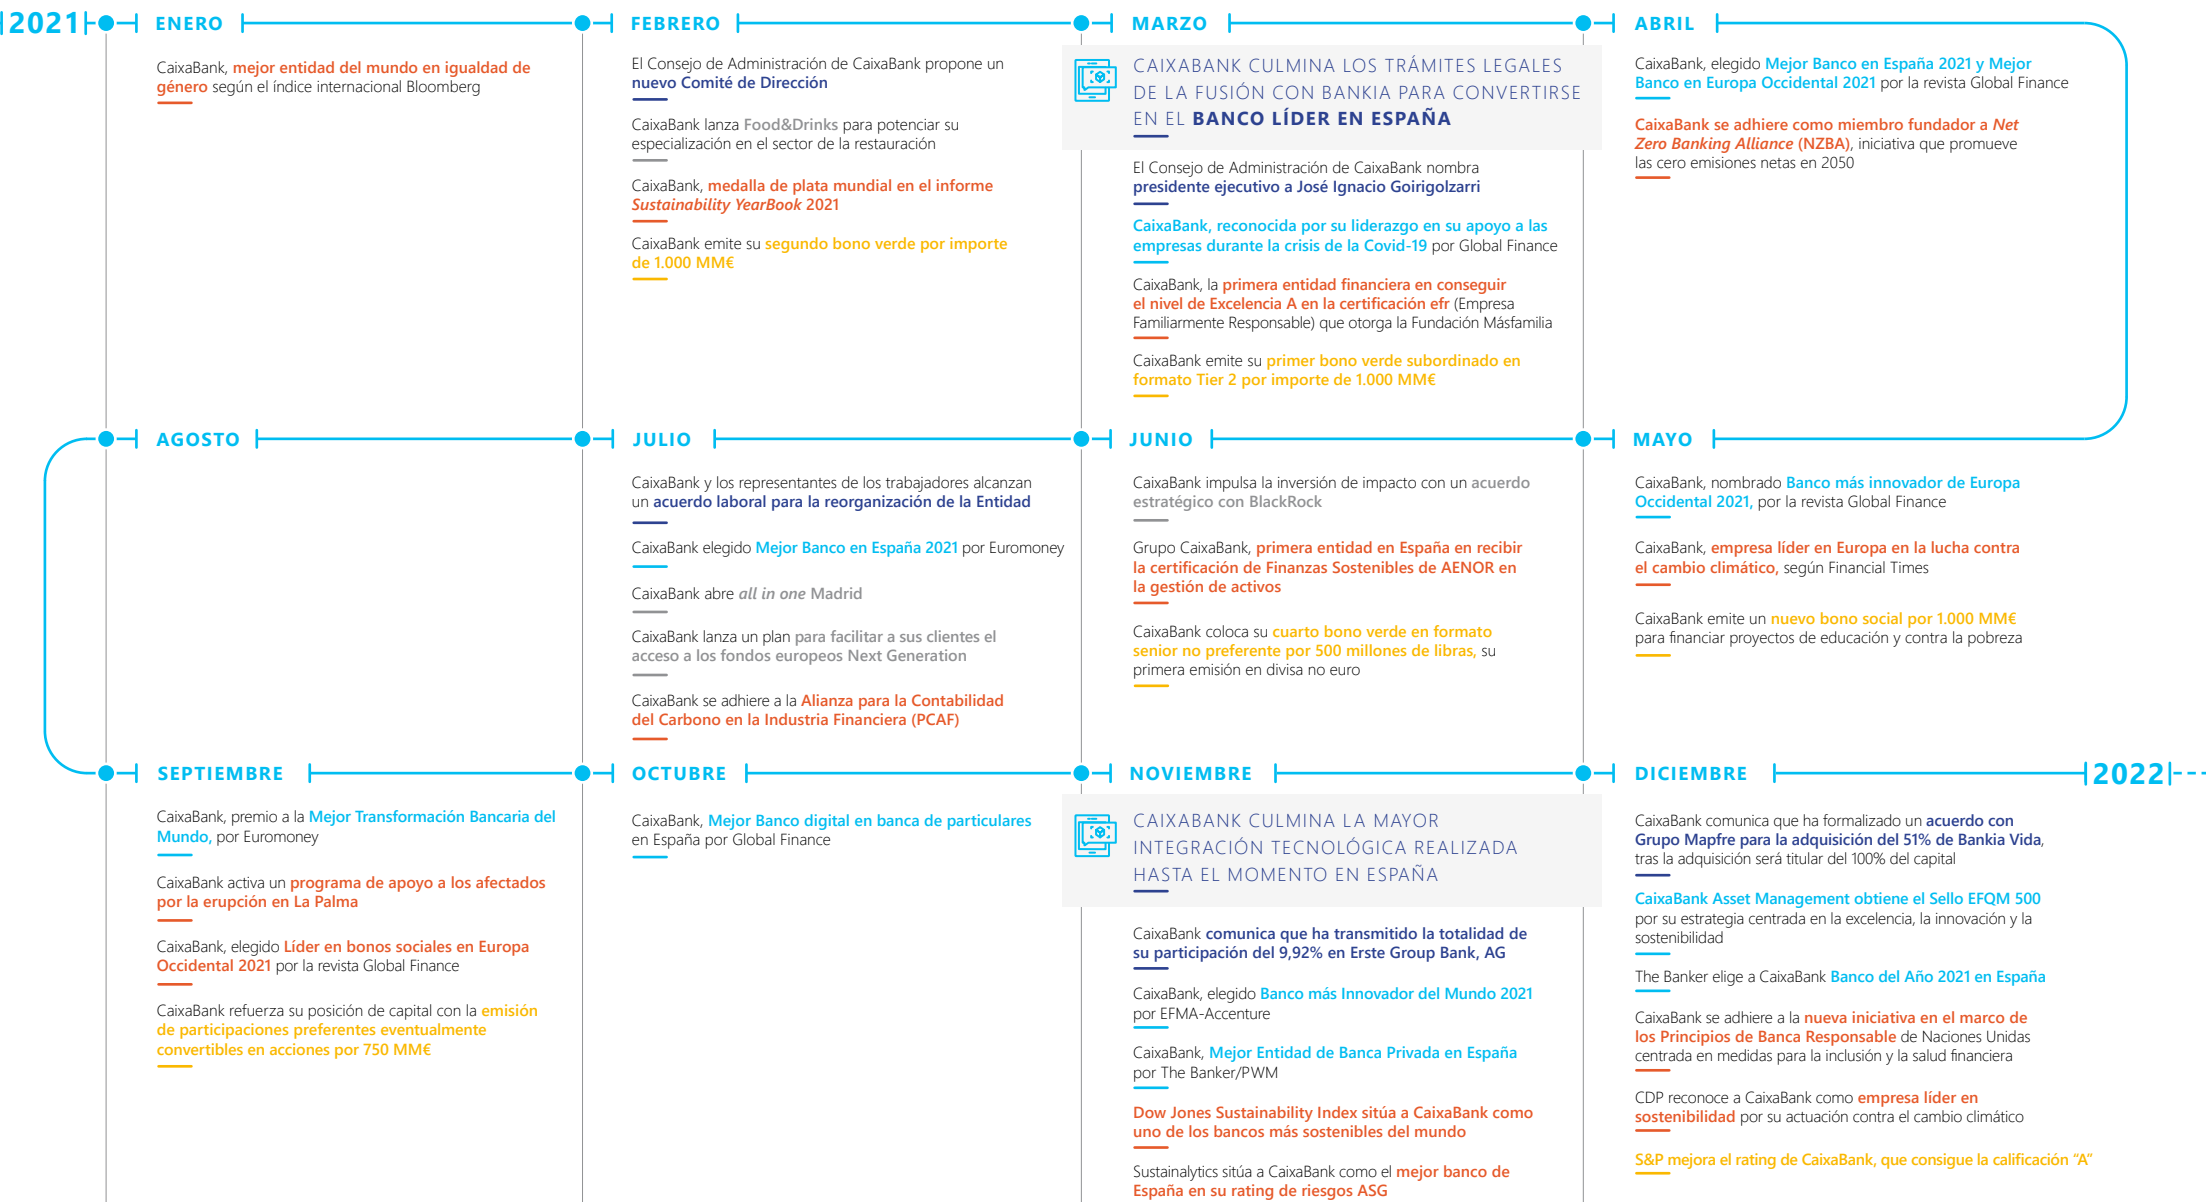 2021
ENERO
CaixaBank, mejor entidad del mundo en igualdad de
género según el índice internacional Bloomberg
FEBRERO
El Consejo de Administración de CaixaBank propone un
nuevo Comité de Dirección
CaixaBank lanza Food&Drinks para potenciar su
especialización en el sector de la restauración
CaixaBank, medalla de plata mundial en el informe
Sustainability YearBook 2021
CaixaBank emite su segundo bono verde por importe
de 1.000 MM€
MARZO
CAIXABANK CULMINA LOS TRÁMITES LEGALES
DE LA FUSIÓN CON BANKIA PARA CONVERTIRSE
EN EL BANCO LÍDER EN ESPAÑA
El Consejo de Administración de CaixaBank nombra
presidente ejecutivo a José Ignacio Goirigolzarri
CaixaBank, reconocida por su liderazgo en su apoyo a las
empresas durante la crisis de la Covid-19 por Global Finance
CaixaBank, la primera entidad financiera en conseguir
el nivel de Excelencia A en la certificación efr (Empresa
Familiarmente Responsable) que otorga la Fundación Másfamilia
CaixaBank emite su primer bono verde subordinado en
formato Tier 2 por importe de 1.000 MM€
ABRIL
CaixaBank, elegido Mejor Banco en España 2021 y Mejor
Banco en Europa Occidental 2021 por la revista Global Finance
CaixaBank se adhiere como miembro fundador a Net
Zero Banking Alliance (NZBA), iniciativa que promueve
las cero emisiones netas en 2050
MAYO
CaixaBank, nombrado Banco más innovador de Europa
Occidental 2021, por la revista Global Finance
CaixaBank, empresa líder en Europa en la lucha contra
el cambio climático, según Financial Times
CaixaBank emite un nuevo bono social por 1.000 MM€
para financiar proyectos de educación y contra la pobreza
JUNIO
CaixaBank impulsa la inversión de impacto con un acuerdo
estratégico con BlackRock
Grupo CaixaBank, primera entidad en España en recibir
la certificación de Finanzas Sostenibles de AENOR en
la gestión de activos
CaixaBank coloca su cuarto bono verde en formato
senior no preferente por 500 millones de libras, su
primera emisión en divisa no euro
JULIO
CaixaBank y los representantes de los trabajadores alcanzan
un acuerdo laboral para la reorganización de la Entidad
CaixaBank elegido Mejor Banco en España 2021 por Euromoney
CaixaBank abre all in one Madrid
CaixaBank lanza un plan para facilitar a sus clientes el
acceso a los fondos europeos Next Generation
CaixaBank se adhiere a la Alianza para la Contabilidad
del Carbono en la Industria Financiera (PCAF)
AGOSTO
SEPTIEMBRE
CaixaBank, premio a la Mejor Transformación Bancaria del
Mundo, por Euromoney
CaixaBank activa un programa de apoyo a los afectados
por la erupción en La Palma
CaixaBank, elegido Líder en bonos sociales en Europa
Occidental 2021 por la revista Global Finance
CaixaBank refuerza su posición de capital con la emisión
de participaciones preferentes eventualmente
convertibles en acciones por 750 MM€
OCTUBRE
CaixaBank, Mejor Banco digital en banca de particulares
en España por Global Finance
NOVIEMBRE
CAIXABANK CULMINA LA MAYOR
INTEGRACIÓN TECNOLÓGICA REALIZADA
HASTA EL MOMENTO EN ESPAÑA
CaixaBank comunica que ha transmitido la totalidad de
su participación del 9,92% en Erste Group Bank, AG
CaixaBank, elegido Banco más Innovador del Mundo 2021
por EFMA-Accenture
CaixaBank, Mejor Entidad de Banca Privada en España
por The Banker/PWM
Dow Jones Sustainability Index sitúa a CaixaBank como
uno de los bancos más sostenibles del mundo
Sustainalytics sitúa a CaixaBank como el mejor banco de
España en su rating de riesgos ASG
DICIEMBRE
CaixaBank comunica que ha formalizado un acuerdo con
Grupo Mapfre para la adquisición del 51% de Bankia Vida,
tras la adquisición será titular del 100% del capital
CaixaBank Asset Management obtiene el Sello EFQM 500
por su estrategia centrada en la excelencia, la innovación y la
sostenibilidad
The Banker elige a CaixaBank Banco del Año 2021 en España
CaixaBank se adhiere a la nueva iniciativa en el marco de
los Principios de Banca Responsable de Naciones Unidas
centrada en medidas para la inclusión y la salud financiera
CDP reconoce a CaixaBank como empresa líder en
sostenibilidad por su actuación contra el cambio climático
S&P mejora el rating de CaixaBank, que consigue la calificación “A”
2022